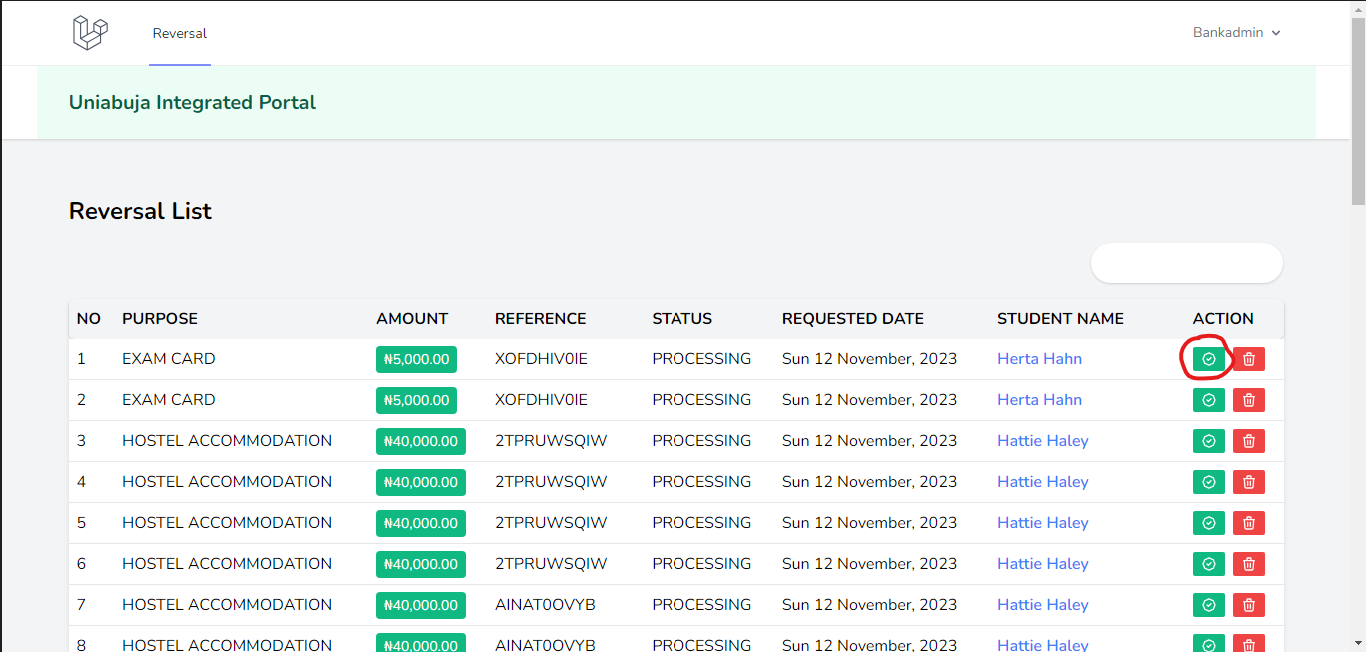 Reversal Bankadmin
Uniabuja Integrated Portal
Reversal List
NO PURPOSE AMOUNT REFERENCE STATUS REQUESTED DATE STUDENT NAME ACTION
1 EXAM CARD ₦5,000.00 XOFDHIV0IE PROCESSING Sun 12 November, 2023 Herta Hahn
2 EXAM CARD ₦5,000.00 XOFDHIV0IE PROCESSING Sun 12 November, 2023 Herta Hahn
3 HOSTEL ACCOMMODATION ₦40,000.00 2TPRUWSQIW PROCESSING Sun 12 November, 2023 Hattie Haley
4 HOSTEL ACCOMMODATION ₦40,000.00 2TPRUWSQIW PROCESSING Sun 12 November, 2023 Hattie Haley
5 HOSTEL ACCOMMODATION ₦40,000.00 2TPRUWSQIW PROCESSING Sun 12 November, 2023 Hattie Haley
6 HOSTEL ACCOMMODATION ₦40,000.00 2TPRUWSQIW PROCESSING Sun 12 November, 2023 Hattie Haley
7 HOSTEL ACCOMMODATION ₦40,000.00 AINAT0OVYB PROCESSING Sun 12 November, 2023 Hattie Haley
8 HOSTEL ACCOMMODATION ₦40,000.00 AINAT0OVYB PROCESSING Sun 12 November, 2023 Hattie Haley